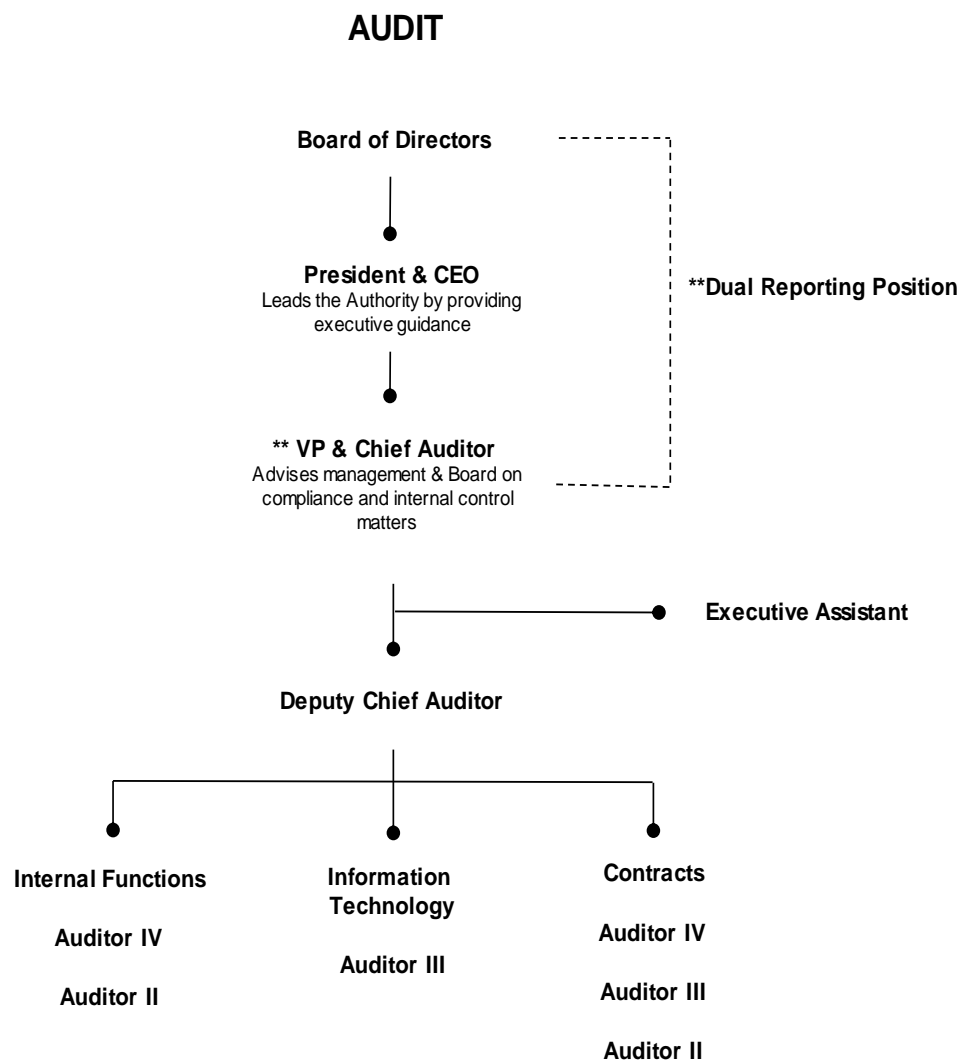 AUDIT
Board of Directors
President & CEO
Leads the Authority by providing
executive guidance
**Dual Reporting Position
** VP & Chief Auditor
Advises management & Board on
compliance and internal control
matters
Executive Assistant
Deputy Chief Auditor
Internal Functions
Auditor IV
Auditor II
Information
Technology
Auditor III
Contracts
Auditor IV
Auditor III
Auditor II